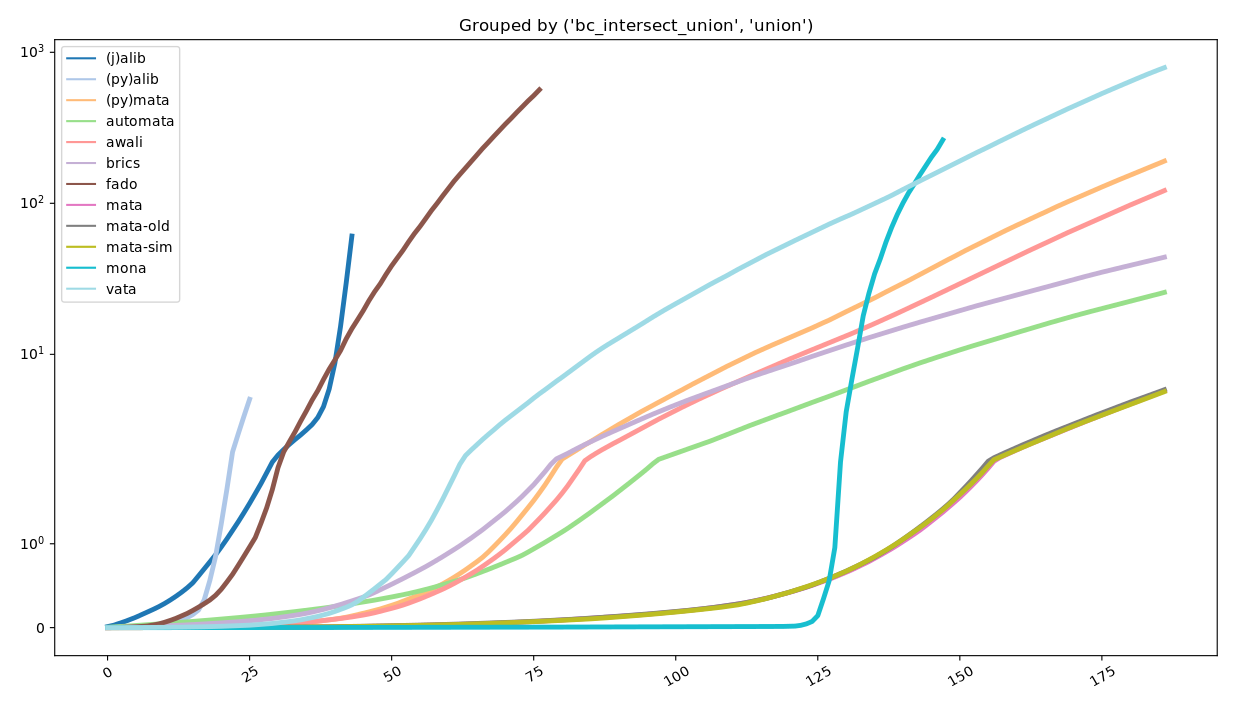 Grouped by ('bc_intersect_union', 'union')
10³
10²
10¹
10⁰
0
(j)alib
(py)alib
(py)mata
automata
awali
brics
fado
mata
mata-old
mata-sim
mona
vata
0
25
50
75
100
125
150
175